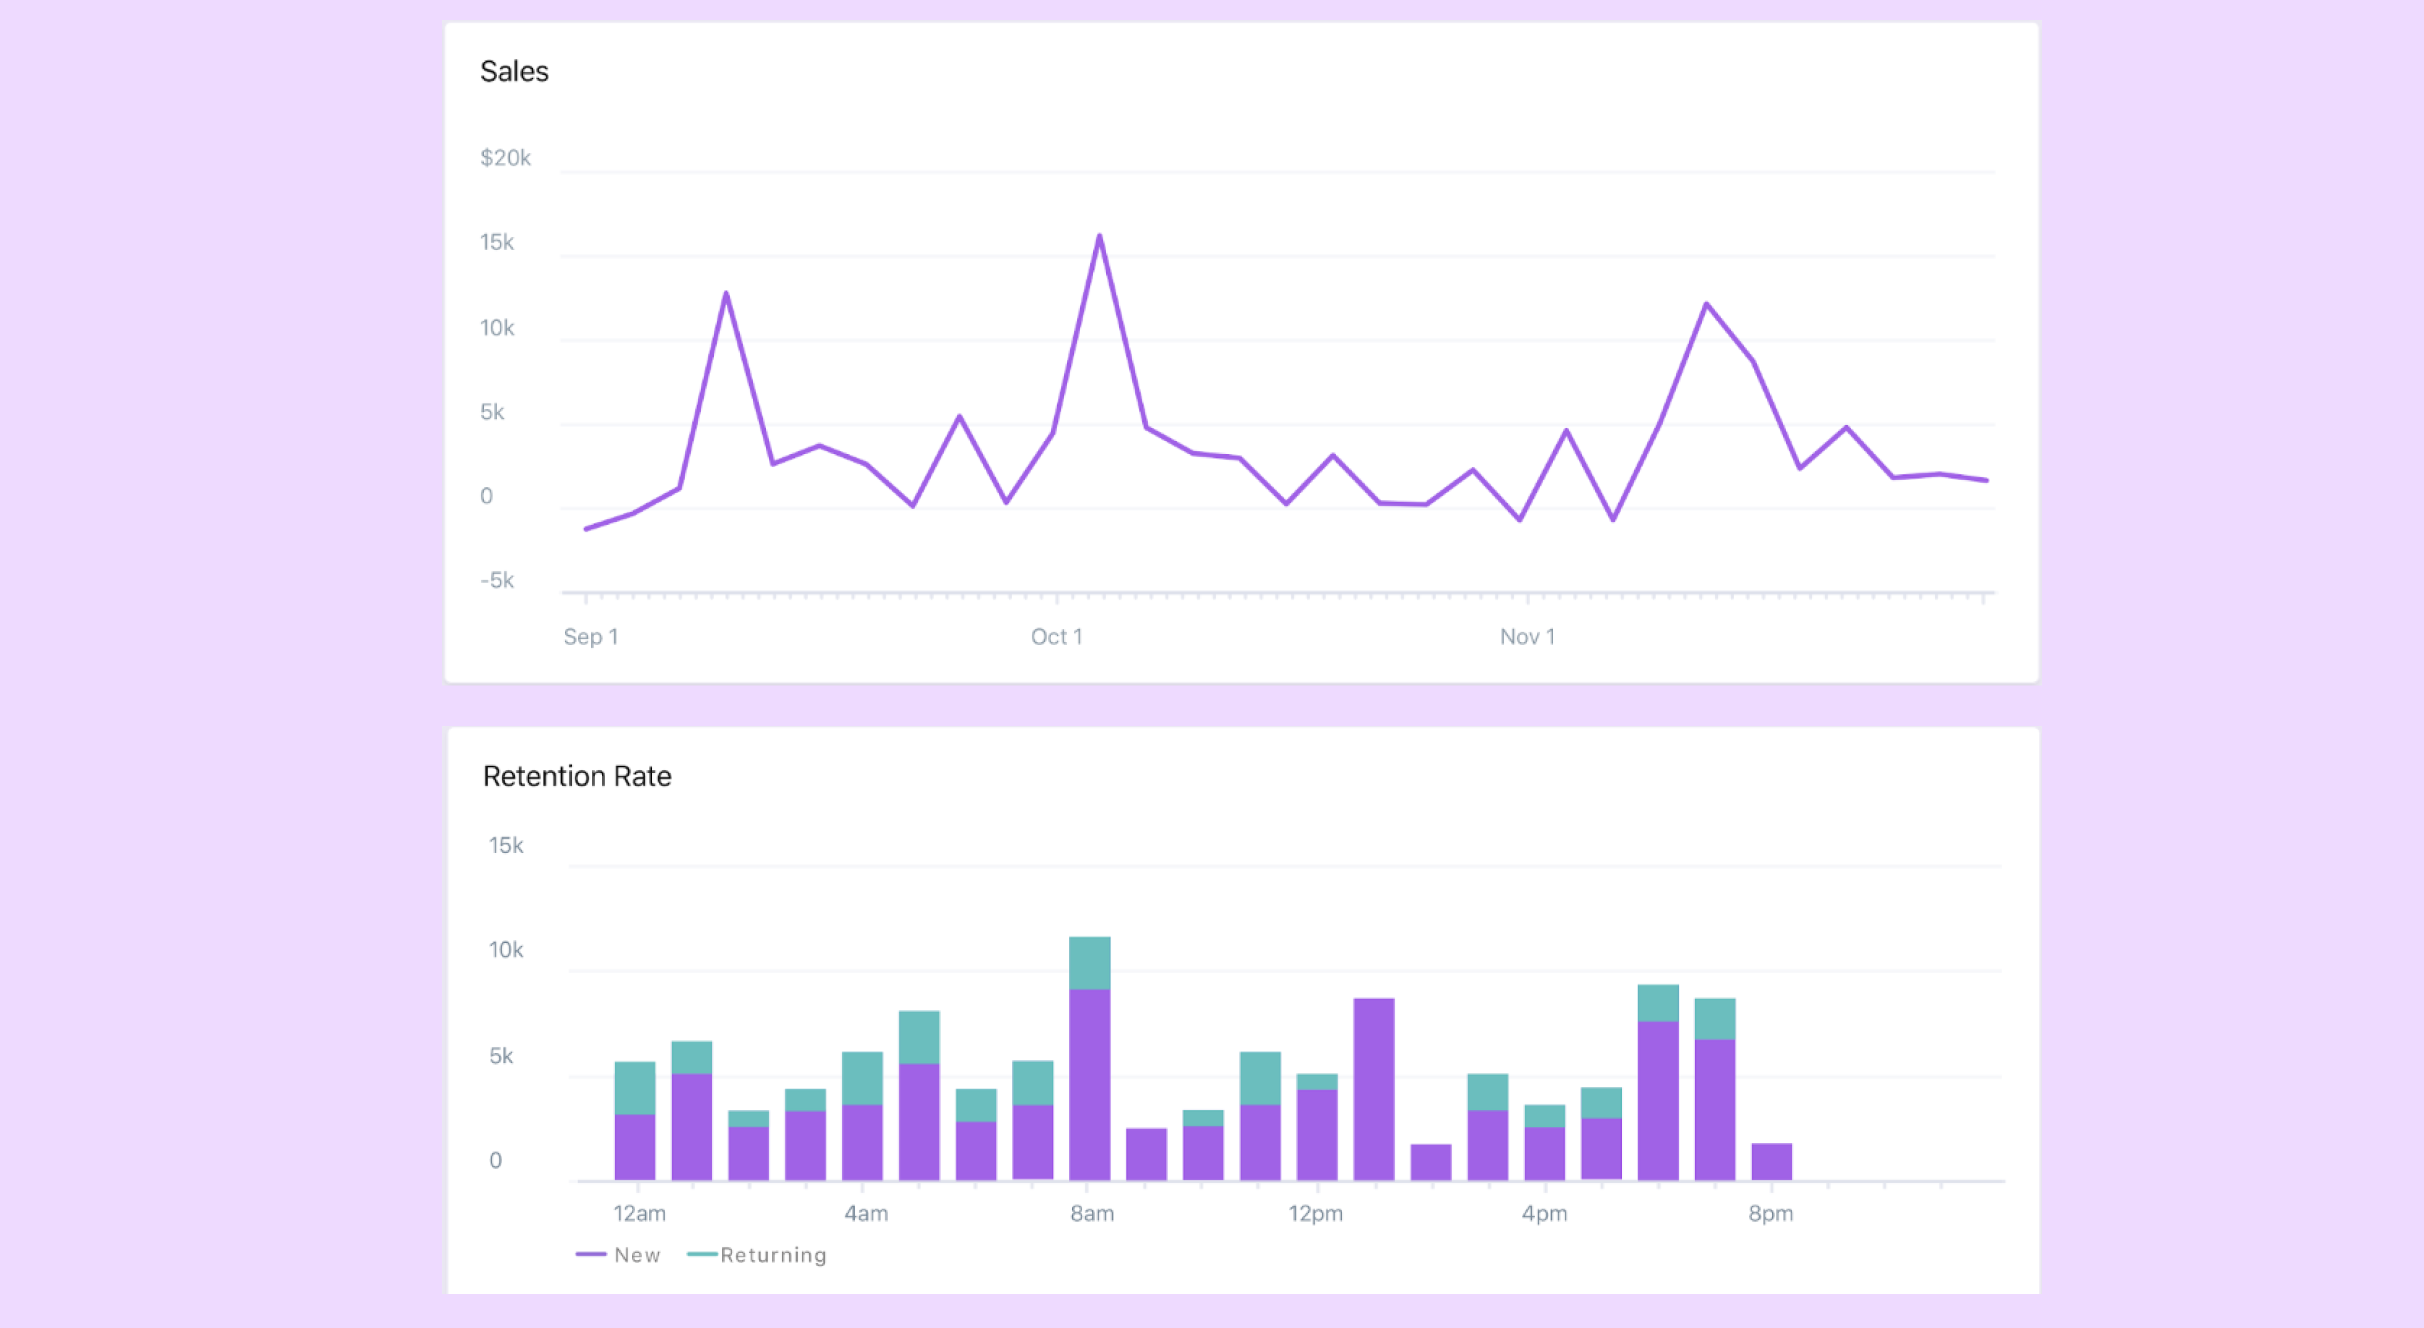 Sales
$20k
15k
10k
5k
0
-5k
Sep 1 Oct 1 Nov 1
Retention Rate
15k
10k
5k
0
12am 4am 8am 12pm 4pm 8pm
New Returning